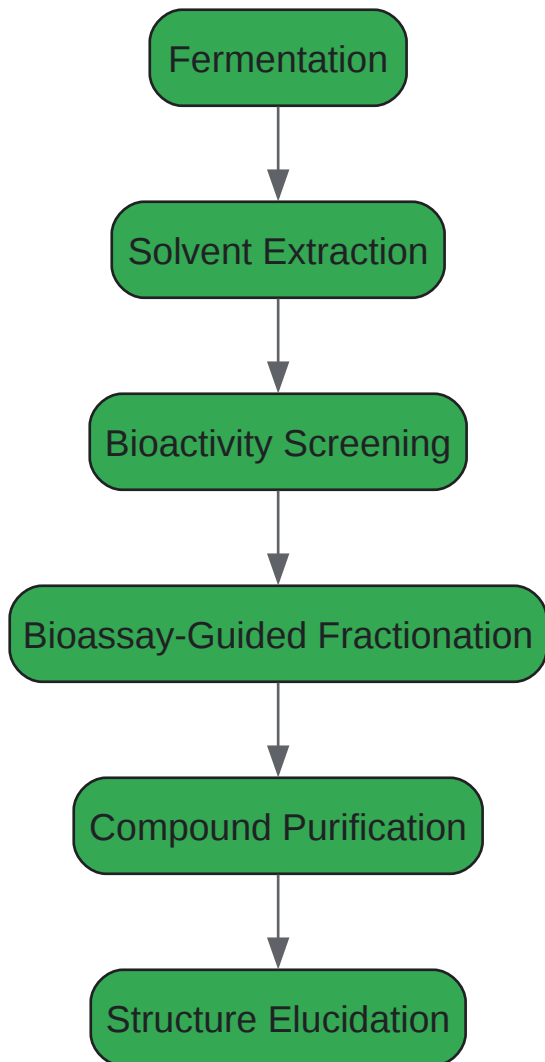 Fermentation
Solvent Extraction
Bioactivity Screening
Bioassay-Guided Fractionation
Compound Purification
Structure Elucidation